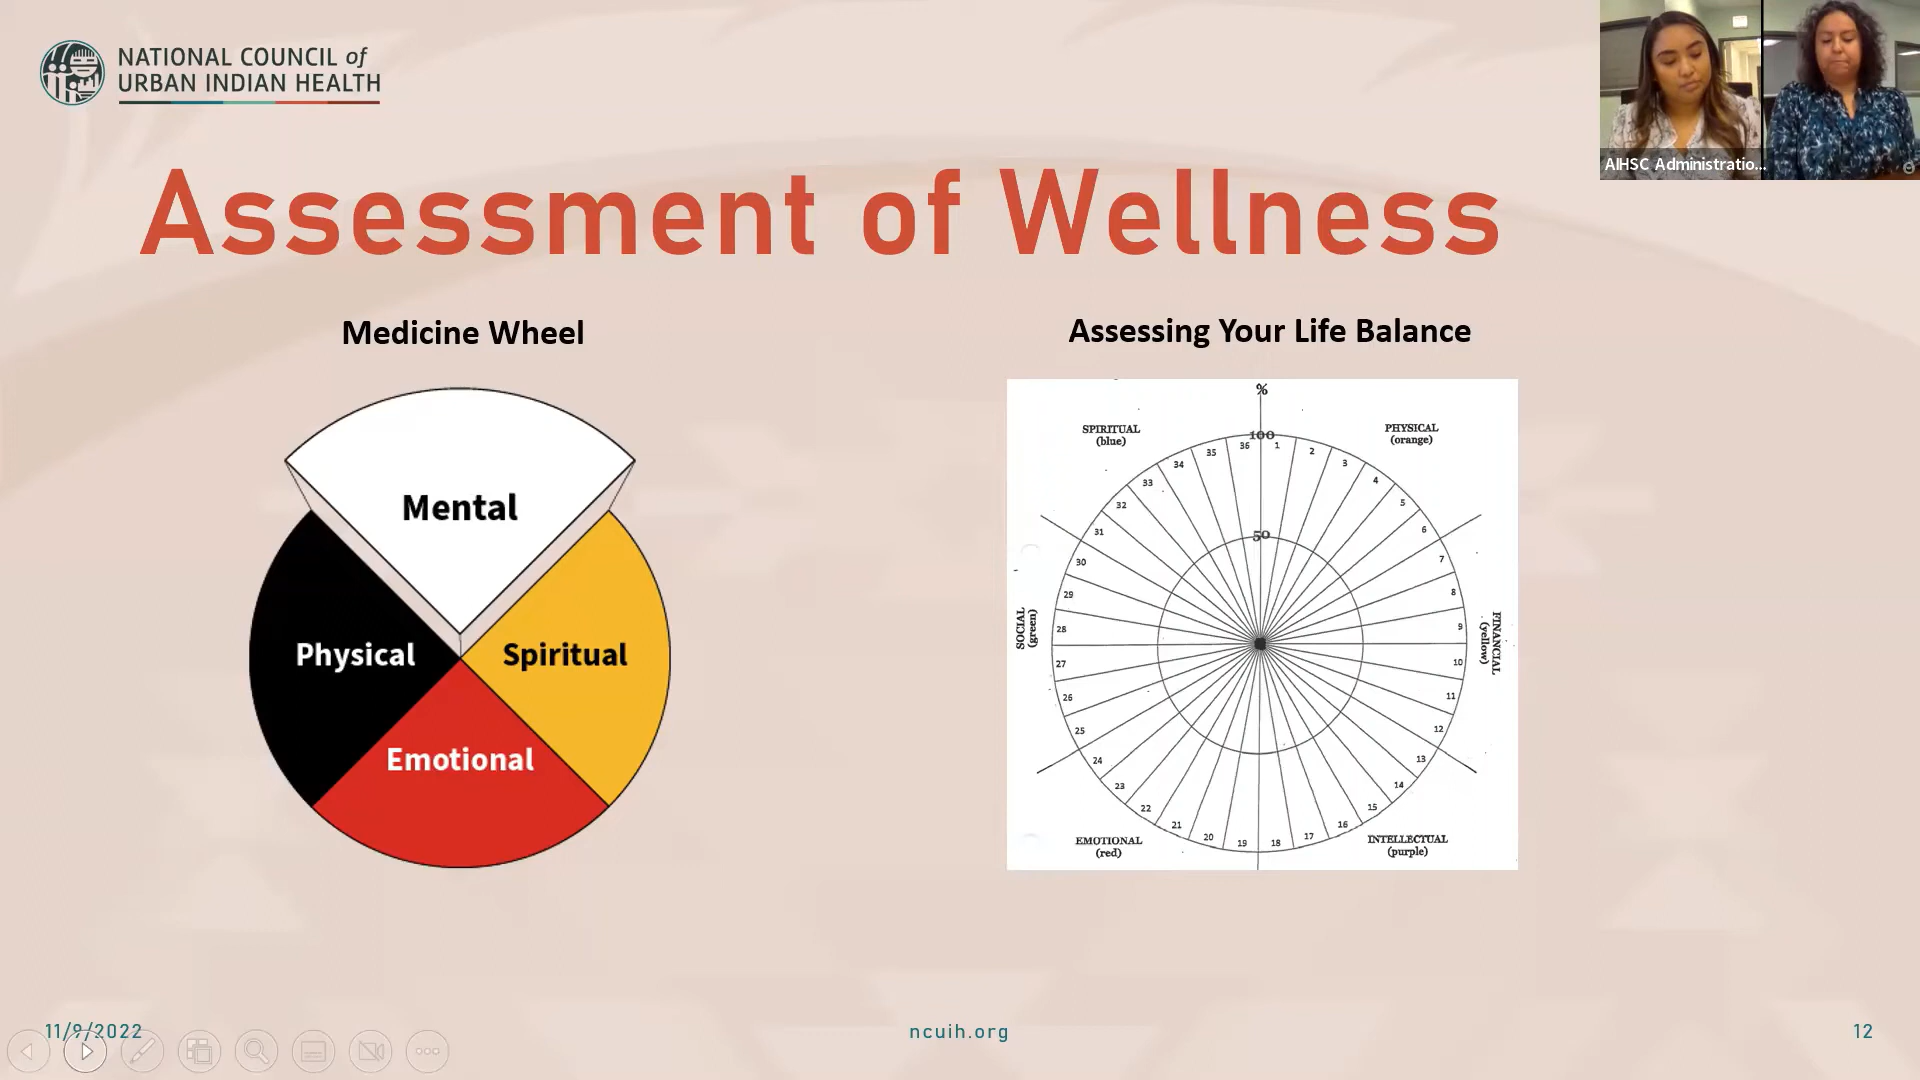 NATIONAL COUNCIL of
URBAN INDIAN HEALTH
AIHSC Administratio...
Assessment of Wellness
Medicine Wheel
Mental
Physical
Spiritual
Emotional
Assessing Your Life Balance
%
SPIRITUAL
(blue)
PHYSICAL
(orange)
100
50
1
2
3
4
5
6
7
8
9
10
11
12
13
14
15
16
17
18
19
20
21
22
23
24
25
26
27
28
29
30
31
32
33
34
35
36
SOCIAL
(green)
FINANCIAL
(yellow)
EMOTIONAL
(red)
INTELLECTUAL
(purple)
11/9/2022
ncuih.org
12